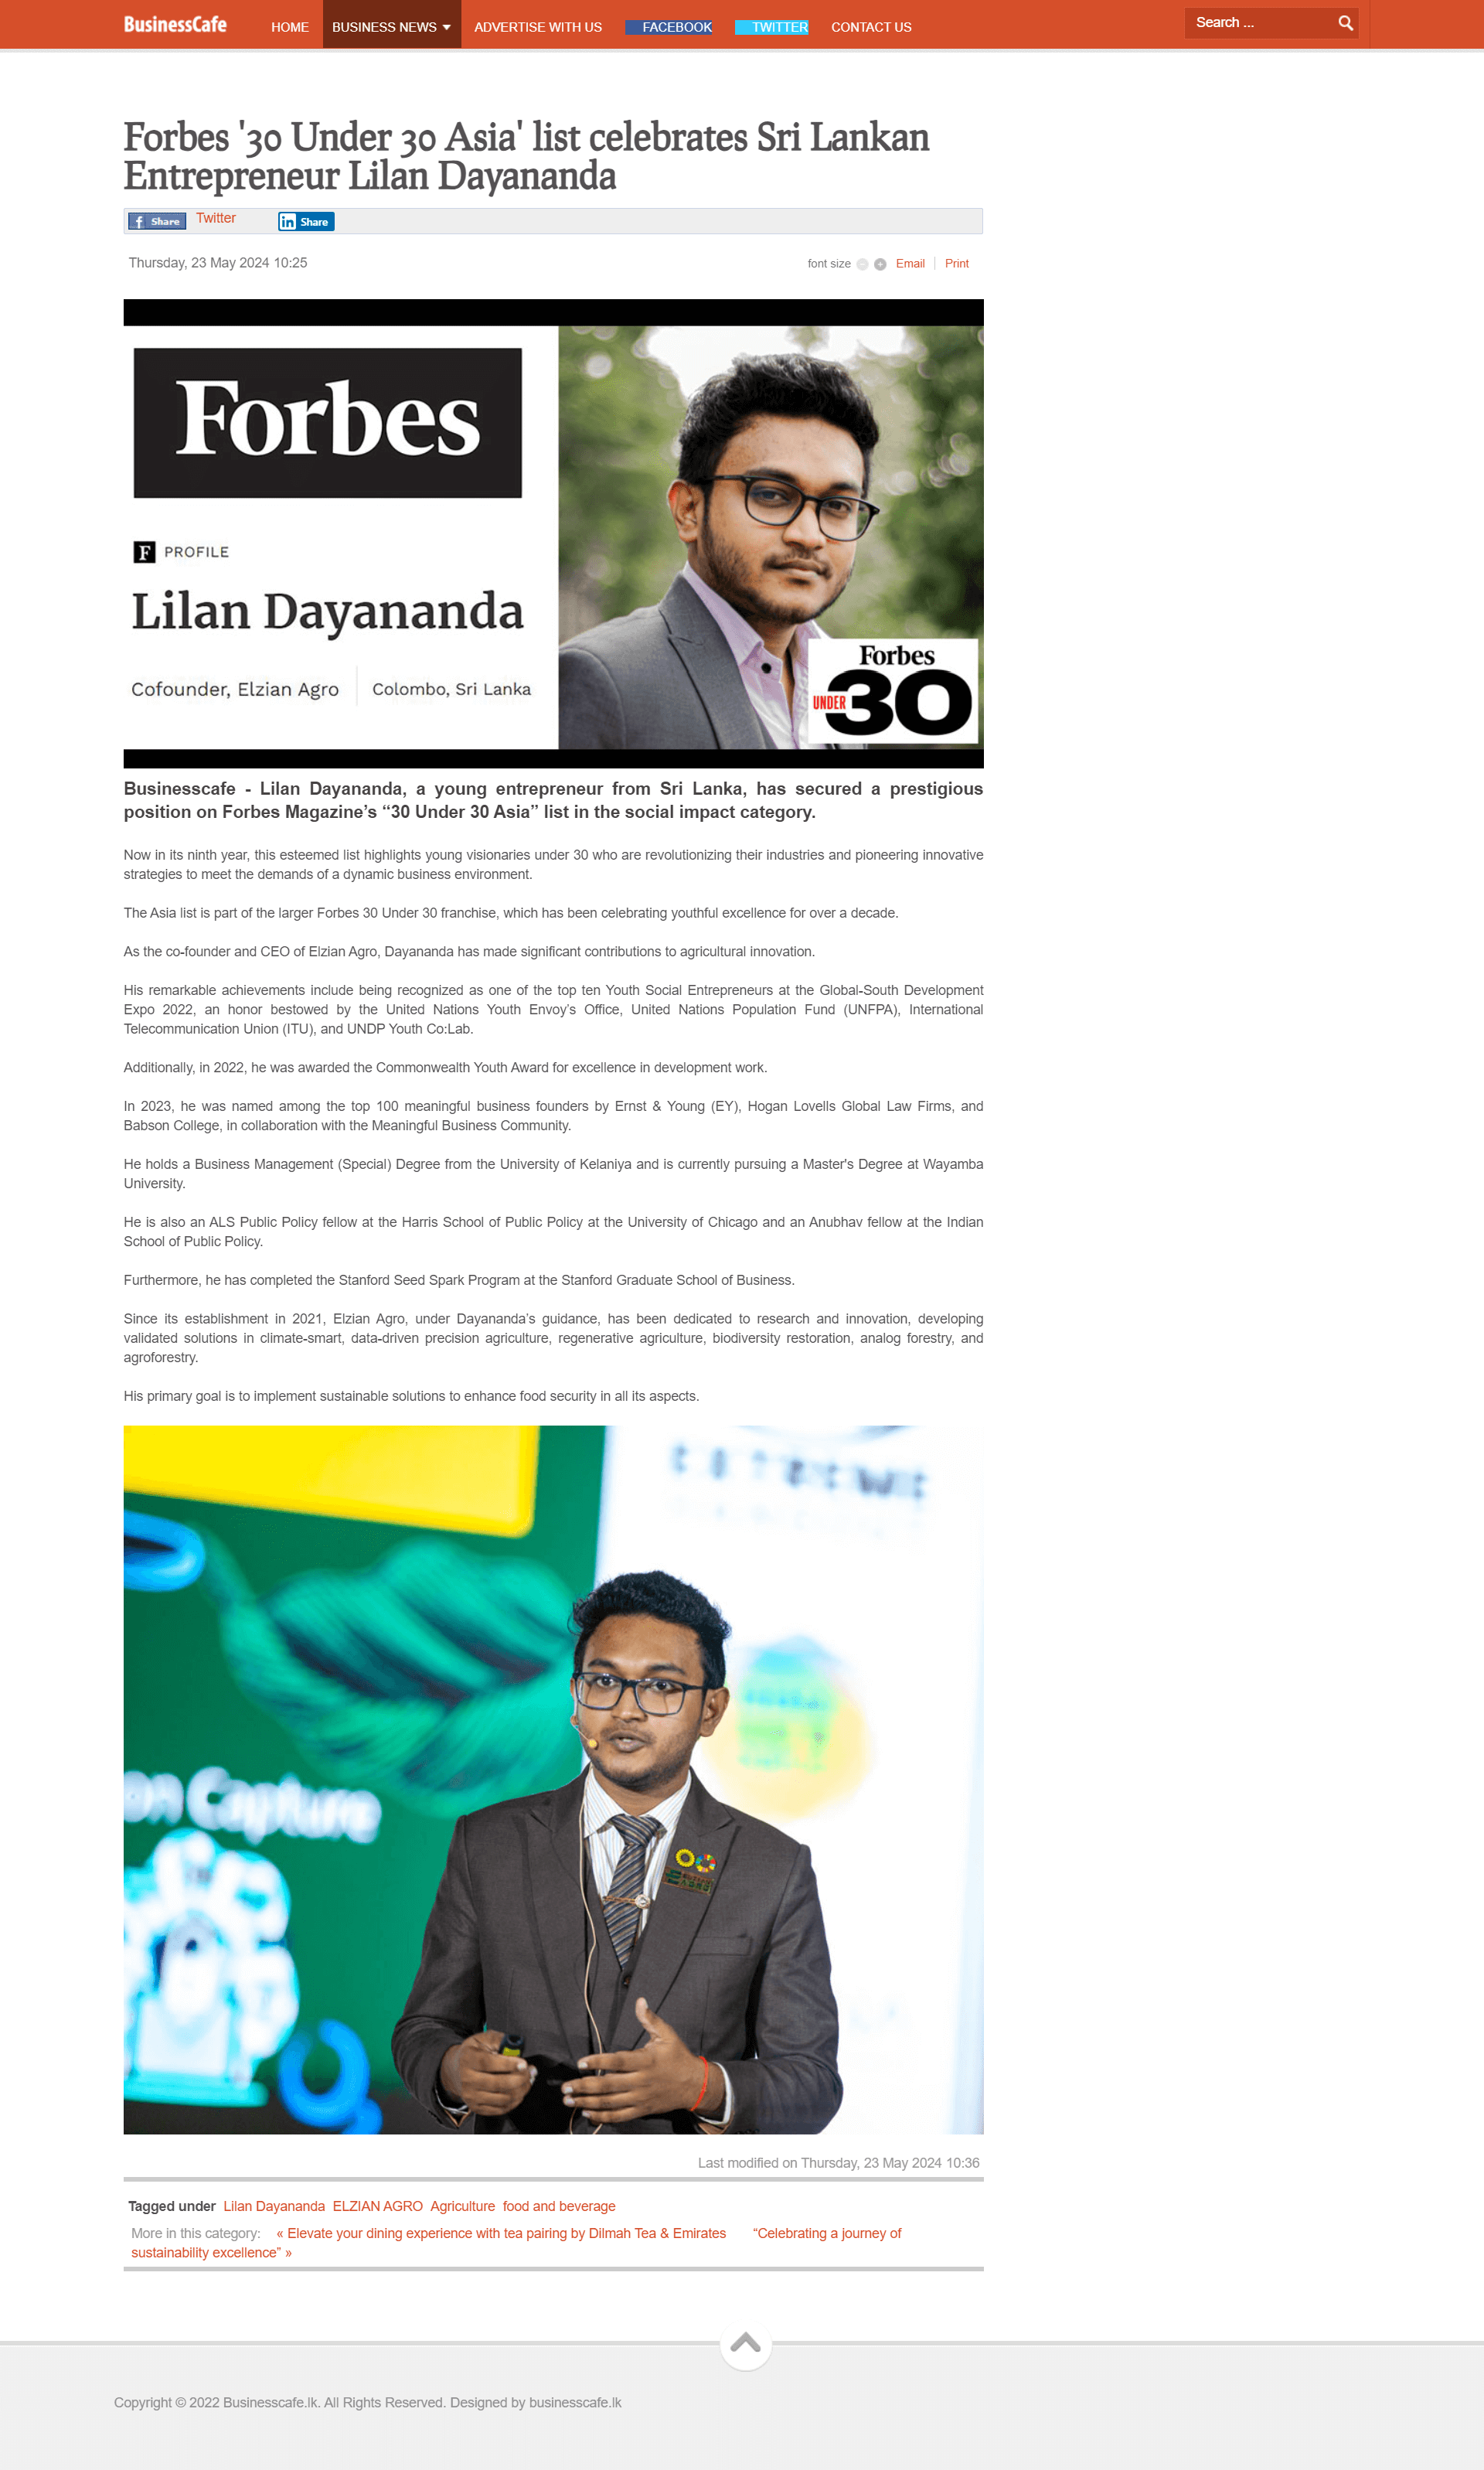 BusinessCafe
HOME
BUSINESS NEWS
ADVERTISE WITH US
FACEBOOK
TWITTER
CONTACT US
Search ...
Forbes '30 Under 30 Asia' list celebrates Sri Lankan
Entrepreneur Lilan Dayananda
Share
Twitter
in Share
Thursday, 23 May 2024 10:25
font size
Email
Print
Forbes
F PROFILE
Lilan Dayananda
Cofounder, Elzian Agro
Colombo, Sri Lanka
Forbes
UNDER 30
Businesscafe - Lilan Dayananda, a young entrepreneur from Sri Lanka, has secured a prestigious
position on Forbes Magazine’s “30 Under 30 Asia” list in the social impact category.
Now in its ninth year, this esteemed list highlights young visionaries under 30 who are revolutionizing their industries and pioneering innovative
strategies to meet the demands of a dynamic business environment.
The Asia list is part of the larger Forbes 30 Under 30 franchise, which has been celebrating youthful excellence for over a decade.
As the co-founder and CEO of Elzian Agro, Dayananda has made significant contributions to agricultural innovation.
His remarkable achievements include being recognized as one of the top ten Youth Social Entrepreneurs at the Global-South Development
Expo 2022, an honor bestowed by the United Nations Youth Envoy’s Office, United Nations Population Fund (UNFPA), International
Telecommunication Union (ITU), and UNDP Youth Co:Lab.
Additionally, in 2022, he was awarded the Commonwealth Youth Award for excellence in development work.
In 2023, he was named among the top 100 meaningful business founders by Ernst & Young (EY), Hogan Lovells Global Law Firms, and
Babson College, in collaboration with the Meaningful Business Community.
He holds a Business Management (Special) Degree from the University of Kelaniya and is currently pursuing a Master's Degree at Wayamba
University.
He is also an ALS Public Policy fellow at the Harris School of Public Policy at the University of Chicago and an Anubhav fellow at the Indian
School of Public Policy.
Furthermore, he has completed the Stanford Seed Spark Program at the Stanford Graduate School of Business.
Since its establishment in 2021, Elzian Agro, under Dayananda’s guidance, has been dedicated to research and innovation, developing
validated solutions in climate-smart, data-driven precision agriculture, regenerative agriculture, biodiversity restoration, analog forestry, and
agroforestry.
His primary goal is to implement sustainable solutions to enhance food security in all its aspects.
on Capture
Last modified on Thursday, 23 May 2024 10:36
Tagged under Lilan Dayananda ELZIAN AGRO Agriculture food and beverage
More in this category: « Elevate your dining experience with tea pairing by Dilmah Tea & Emirates “Celebrating a journey of
sustainability excellence” »
Copyright © 2022 Businesscafe.lk. All Rights Reserved. Designed by businesscafe.lk